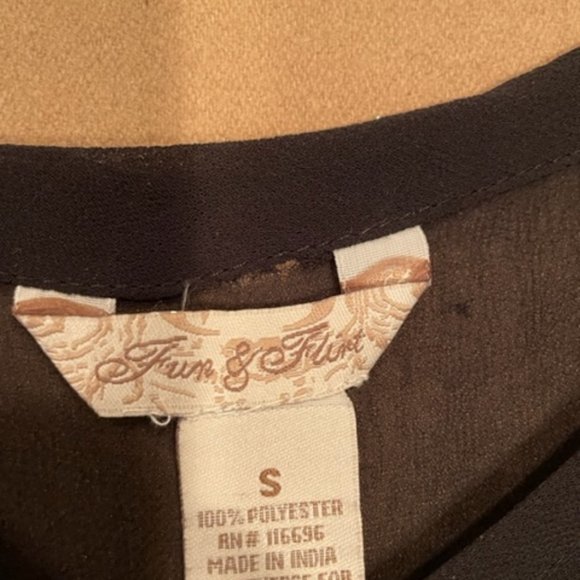 Fun & Flirt
S
100% POLYESTER
RN# 116696
MADE IN INDIA